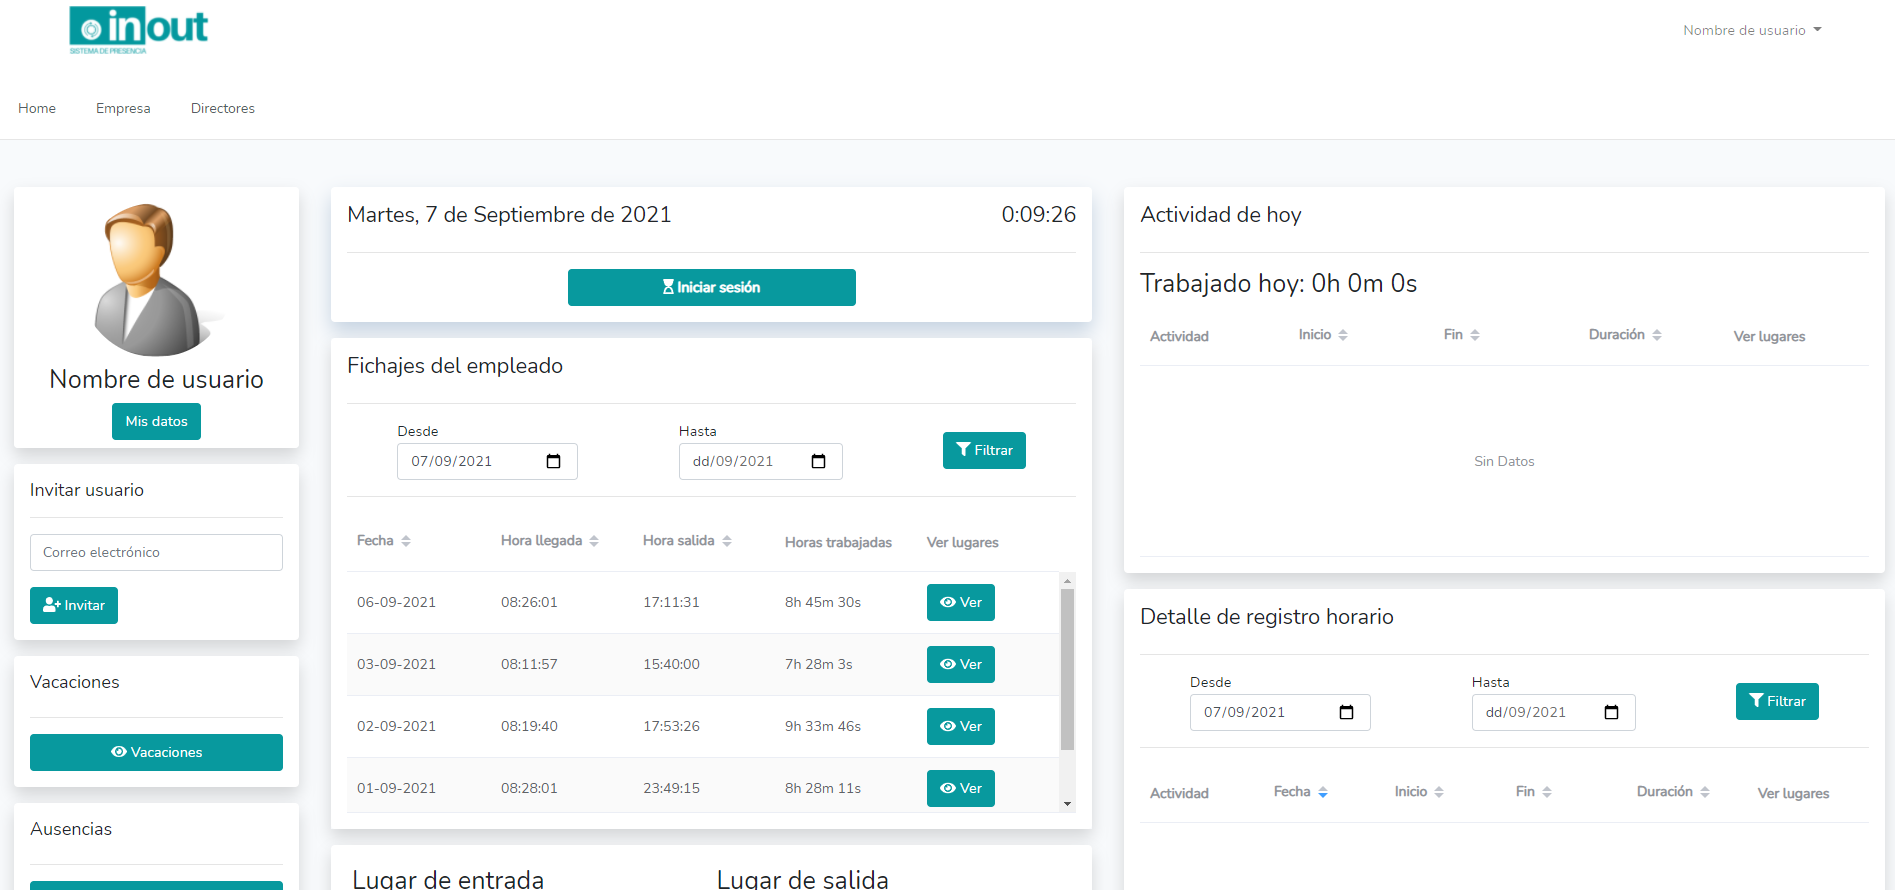 inout
SISTEMA DE PRESENCIA
Nombre de usuario
Home Empresa Directores
Nombre de usuario
Mis datos
Invitar usuario
Correo electrónico
Invitar
Vacaciones
Vacaciones
Ausencias
Martes, 7 de Septiembre de 2021 0:09:26
Iniciar sesión
Fichajes del empleado
Desde Hasta
07/09/2021 dd/09/2021 Filtrar
Fecha Hora llegada Hora salida Horas trabajadas Ver lugares
06-09-2021 08:26:01 17:11:31 8h 45m 30s Ver
03-09-2021 08:11:57 15:40:00 7h 28m 3s Ver
02-09-2021 08:19:40 17:53:26 9h 33m 46s Ver
01-09-2021 08:28:01 23:49:15 8h 28m 11s Ver
Lugar de entrada Lugar de salida
Actividad de hoy
Trabajado hoy: 0h 0m 0s
Actividad Inicio Fin Duración Ver lugares
Sin Datos
Detalle de registro horario
Desde Hasta
07/09/2021 dd/09/2021 Filtrar
Actividad Fecha Inicio Fin Duración Ver lugares